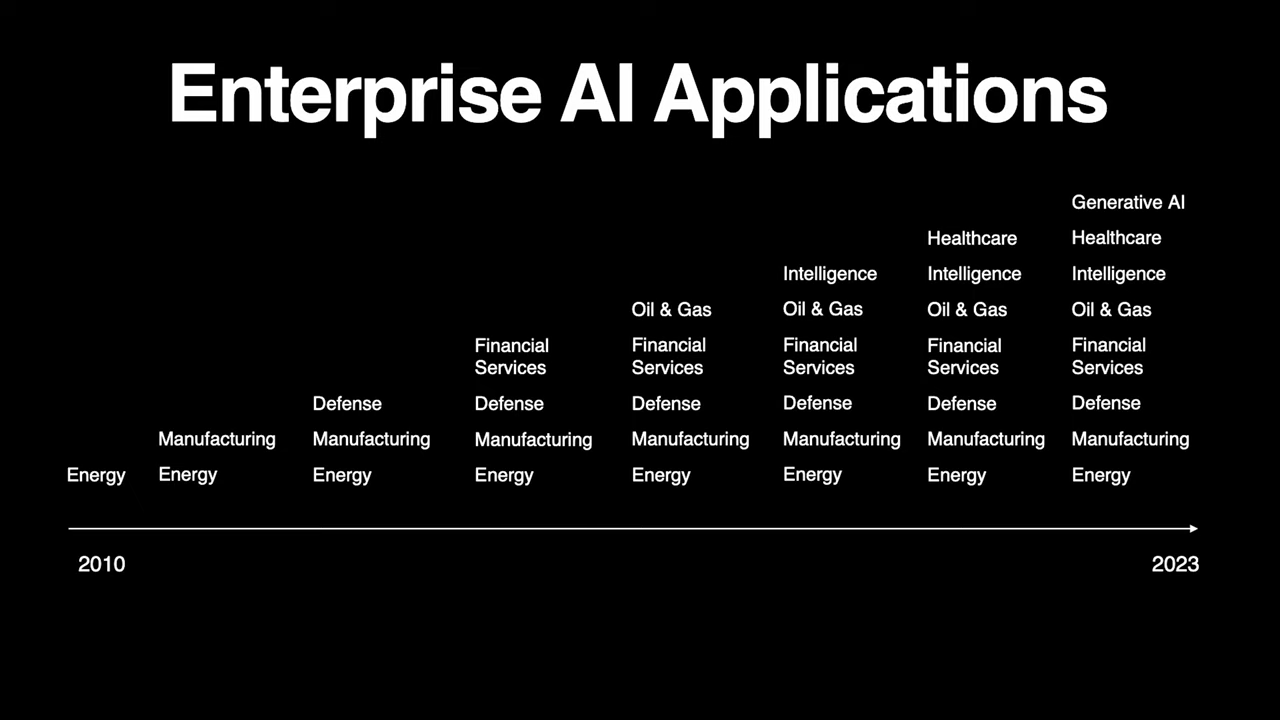 Enterprise AI Applications
Generative AI
Healthcare Healthcare
Intelligence Intelligence Intelligence
Oil & Gas Oil & Gas Oil & Gas Oil & Gas
Financial Financial Financial Financial Financial
Services Services Services Services Services
Defense Defense Defense Defense Defense Defense
Manufacturing Manufacturing Manufacturing Manufacturing Manufacturing Manufacturing Manufacturing
Energy Energy Energy Energy Energy Energy Energy Energy
2010 2023